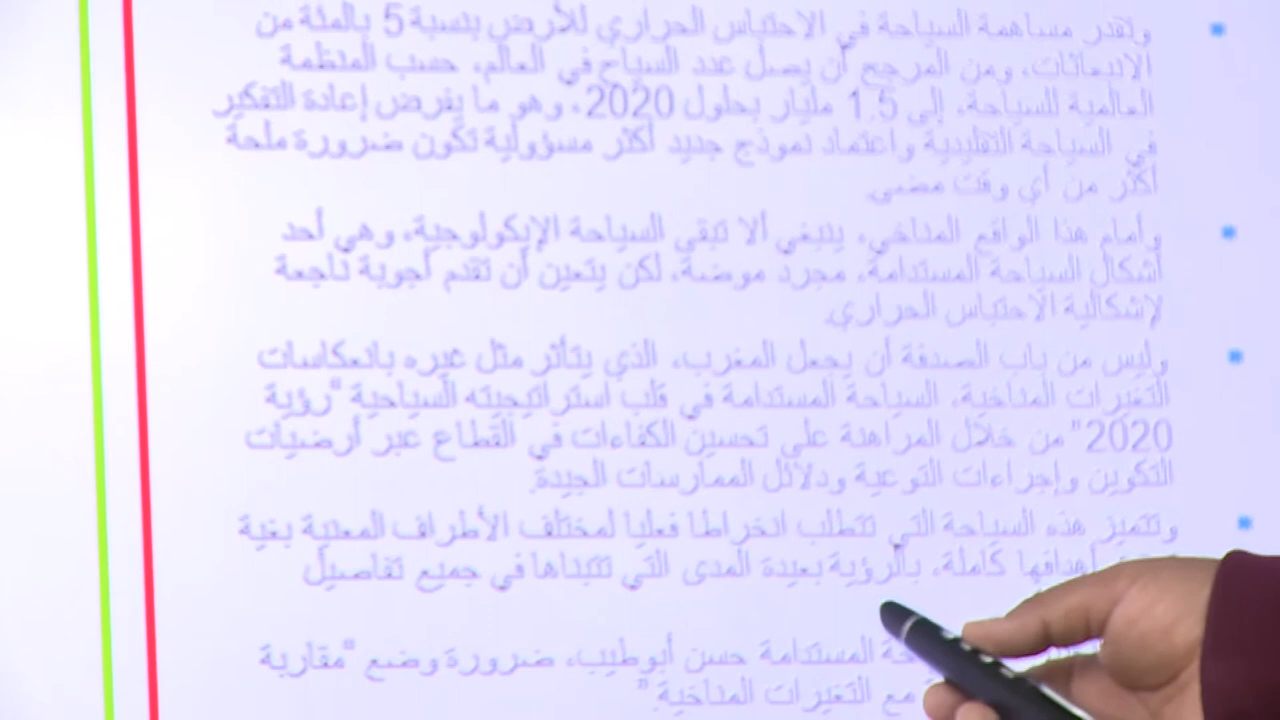 وتقدر مساهمة السياحة في الاحتباس الحراري للأرض بنسبة 5 بالمئة من
الانبعاثات، ومن المرجح أن يصل عدد السياح في العالم، حسب المنظمة
العالمية للسياحة، إلى 1.5 مليار بحلول 2020، وهو ما يفرض إعادة التفكير
في السياحة التقليدية واعتماد نموذج جديد أكثر مسؤولية تكون ضرورة ملحة
أكثر من أي وقت مضى.
وأمام هذا الواقع المناخي، ينبغي ألا تبقى السياحة الإيكولوجية، وهي أحد
أشكال السياحة المستدامة، مجرد موضة، لكن يتعين أن تقدم أجوبة ناجعة
لإشكالية الاحتباس الحراري.
وليس من باب الصدفة أن يجعل المغرب، الذي يتأثر مثل غيره بانعكاسات
التغيرات المناخية، السياحة المستدامة في قلب استراتيجيته السياحية "رؤية
2020" من خلال المراهنة على تحسين الكفاءات في القطاع عبر أرضيات
التكوين وإجراءات التوعية ودلائل الممارسات الجيدة.
وتتميز هذه السياحة التي تتطلب انخراطا فعليا لمختلف الأطراف المعنية بغية
أهدافها كاملة، بالرؤية بعيدة المدى التي تتبناها في جميع تفاصيل
المستدامة حسن أبوطيب، ضرورة وضع "مقاربة
مع التغيرات المناخية."